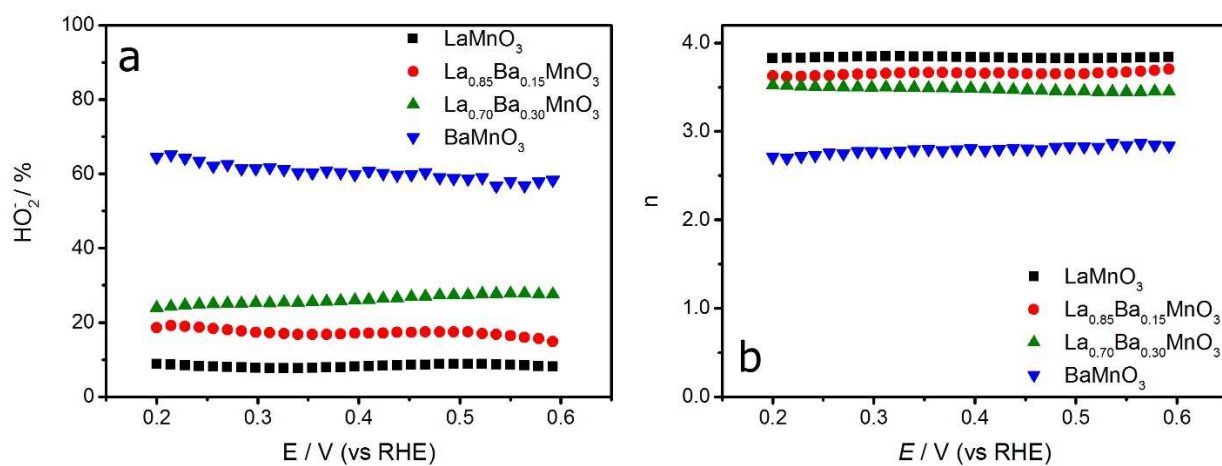 a
LaMnO₃
La₀.₈₅Ba₀.₁₅MnO₃
La₀.₇₀Ba₀.₃₀MnO₃
BaMnO₃
100
80
60
40
20
0
HO₂⁻ / %
0.2 0.3 0.4 0.5 0.6
E / V (vs RHE)
4.0
3.0
2.0
1.0
0.0
n
LaMnO₃
La₀.₈₅Ba₀.₁₅MnO₃
La₀.₇₀Ba₀.₃₀MnO₃
BaMnO₃
b
0.2 0.3 0.4 0.5 0.6
E / V (vs RHE)